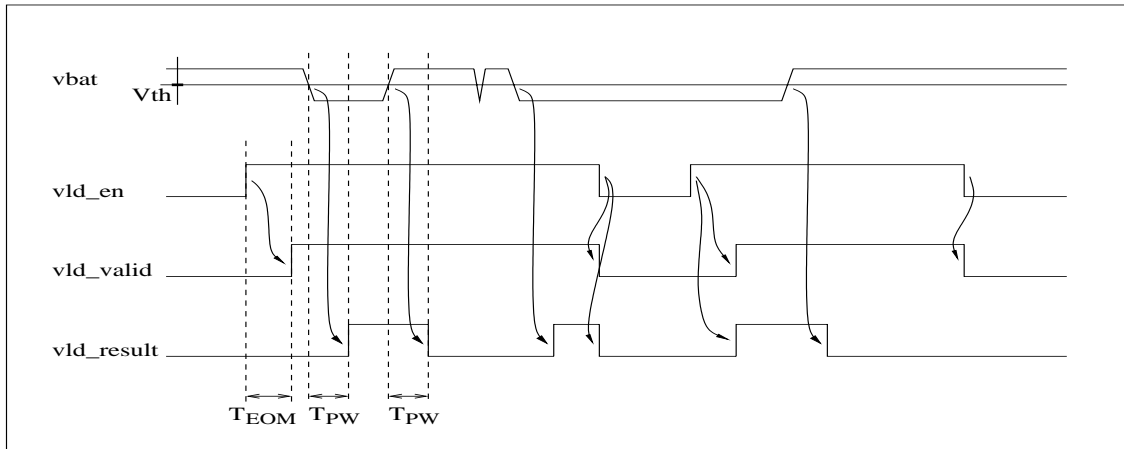 vbat
Vth
vld_en
vld_valid
vld_result
TEOM TPW TPW